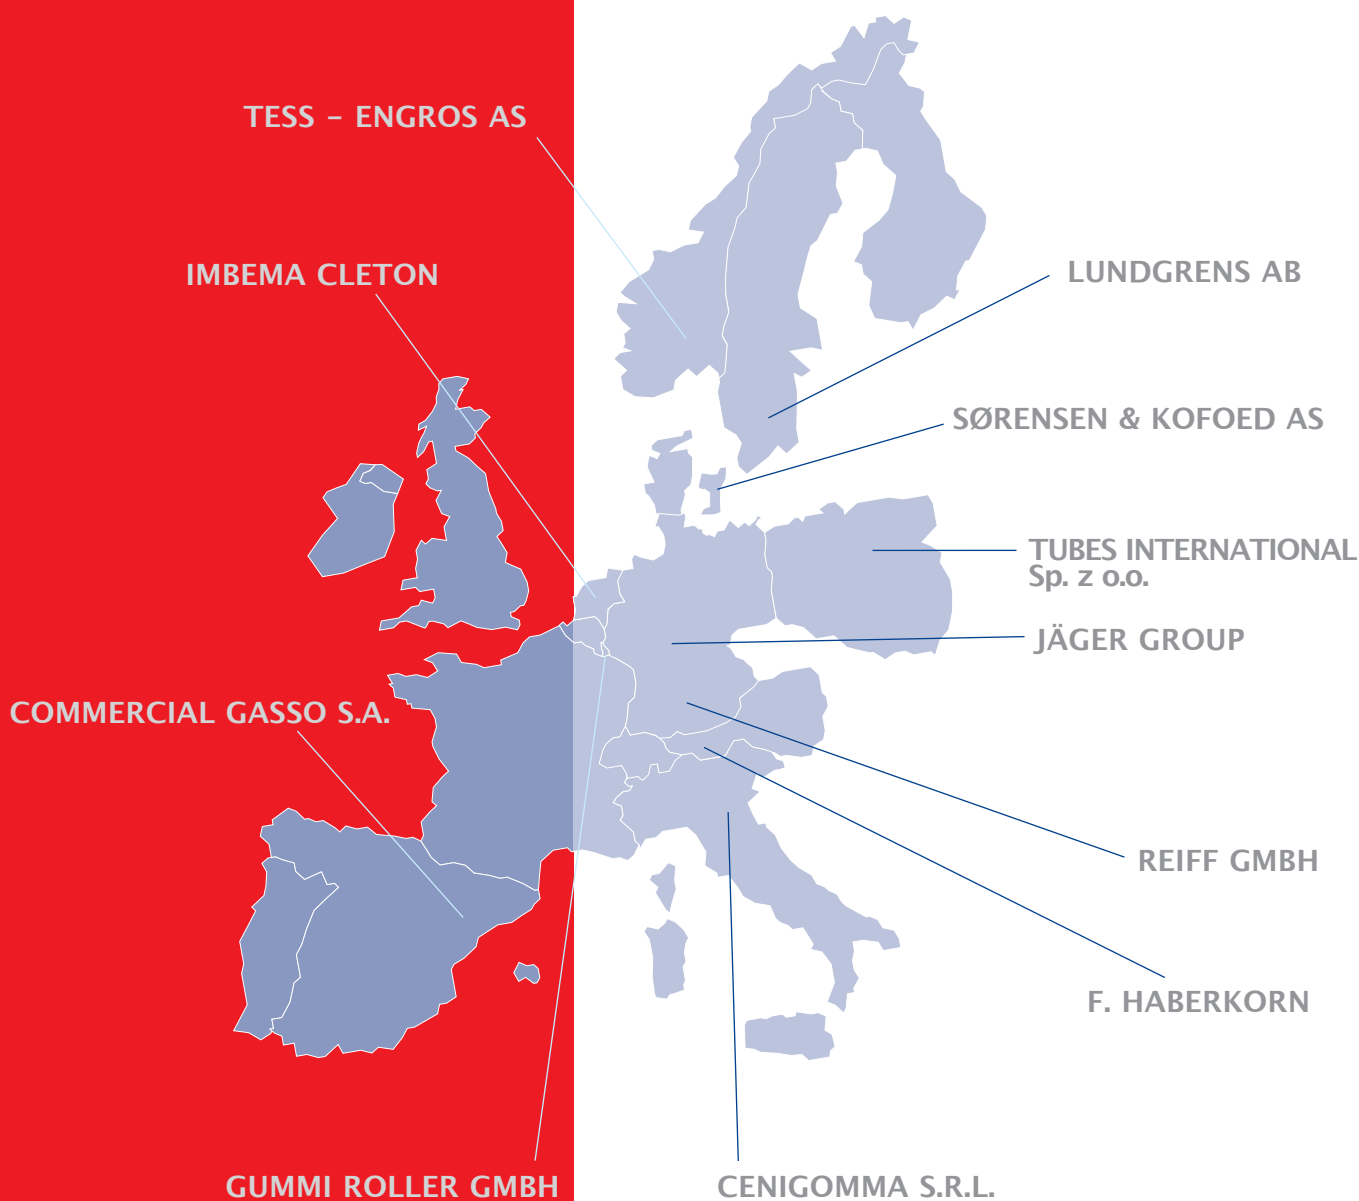 TESS – ENGROS AS
IMBEMA CLETON
LUNDGRENS AB
SØRENSEN & KOFOED AS
TUBES INTERNATIONAL
Sp. z o.o.
JÄGER GROUP
COMMERCIAL GASSO S.A.
REIFF GMBH
F. HABERKORN
GUMMI ROLLER GMBH
CENIGOMMA S.R.L.